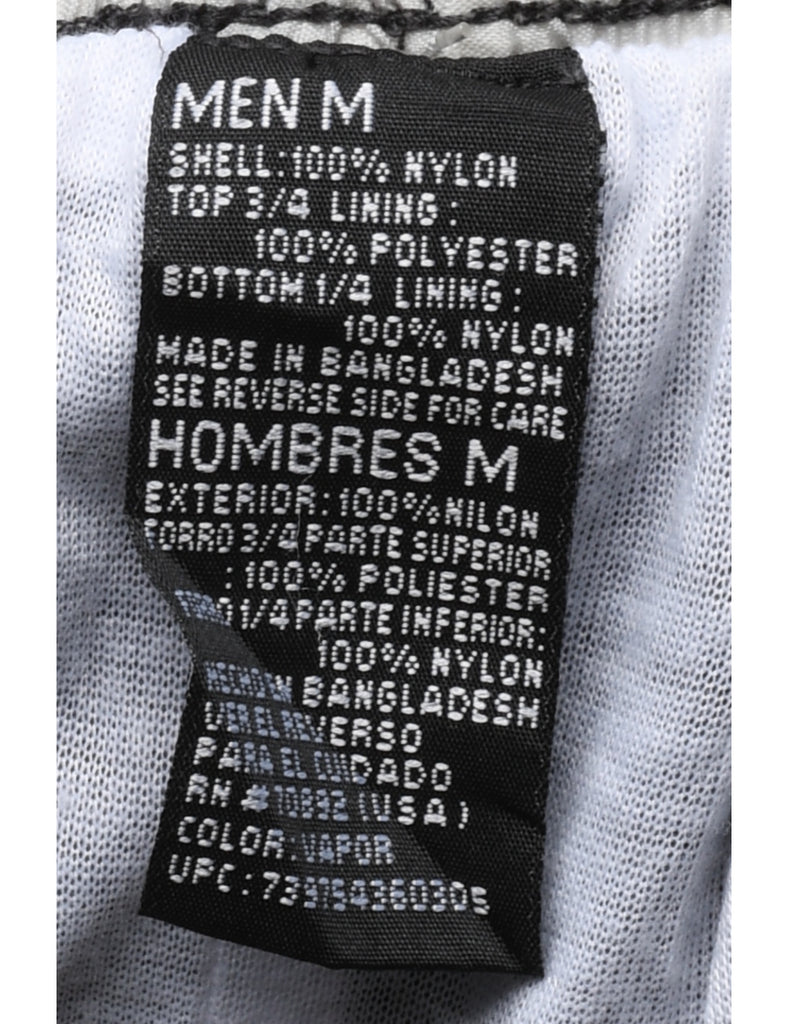 MEN M
SHELL:100% NYLON
TOP 3/4 LINING:
100% POLYESTER
BOTTOM 1/4 LINING:
100% NYLON
MADE IN BANGLADESH
SEE REVERSE SIDE FOR CARE
HOMBRES M
EXTERIOR:100%NILON
FORRO 3/4 PARTE SUPERIOR
:100% POLIESTER
1/4 PARTE INFERIOR:
100% NYLON
BANGLADESH
VER EL REVERSO
PARA EL CUIDADO
RN # (USA)
COLOR:VAPOR
UPC: